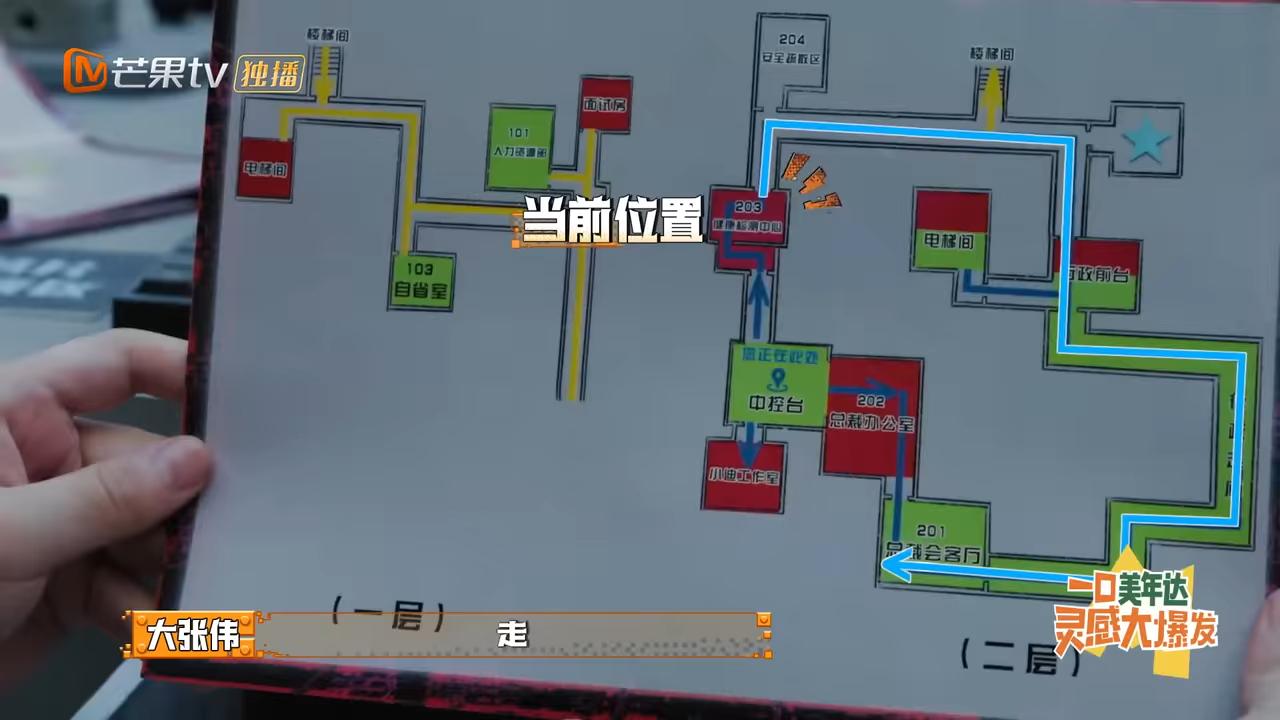 芒果tv 独播
楼梯间
电梯间
101
人力资源部
面试房
103
自省室
204
安全疏散区
楼梯间
当前位置
203
健康检测中心
电梯间
行政前台
您正在此处
中控台
202
总裁办公室
小迪工作室
201
总裁会客厅
(一层)
(二层)
大张伟
走
一口美年达
灵感大爆发